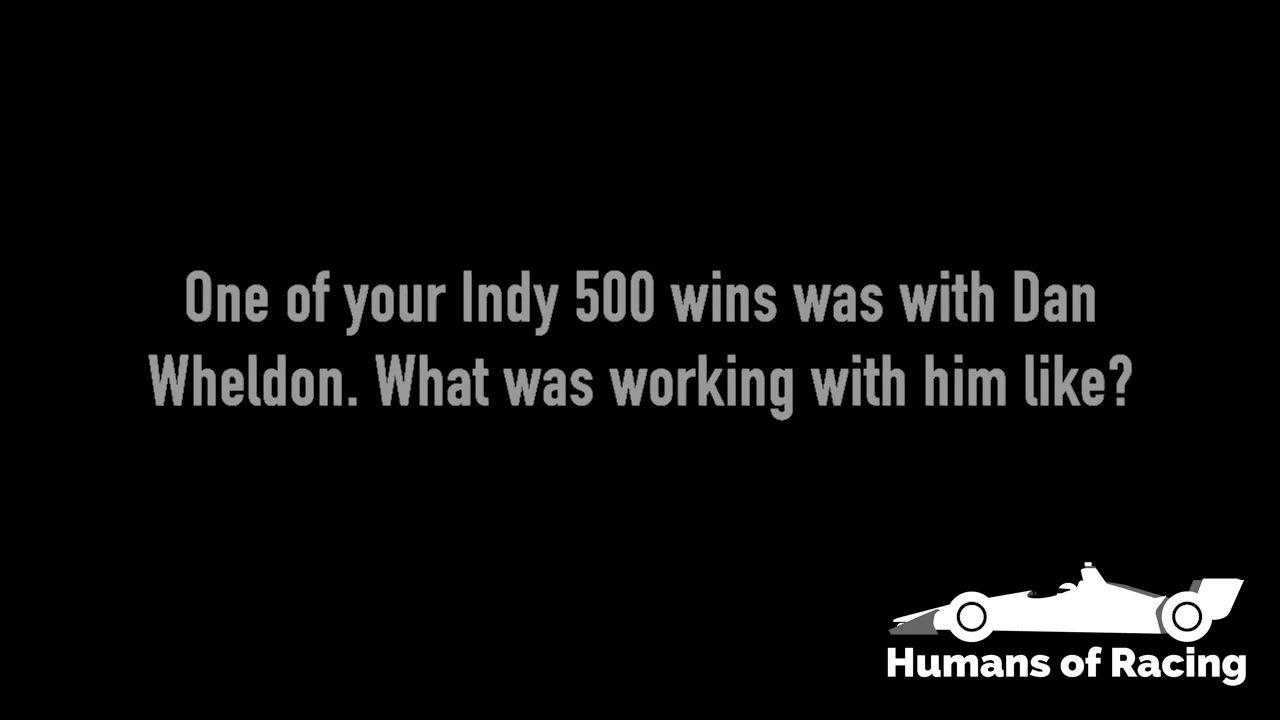 One of your Indy 500 wins was with Dan
Wheldon. What was working with him like?
Humans of Racing